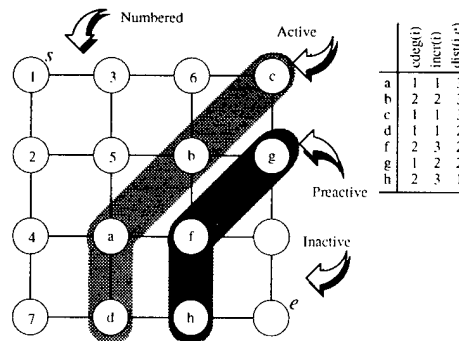 Numbered
Active
s
1 3 6 c
2 5 b g
Preactive
4 a f
Inactive
7 d h e
cdeg(i) incr(i) dist(i,e)
a 1 1
b 2 2
c 1 1
d 1 1
f 2 3
g 1 2
h 2 3